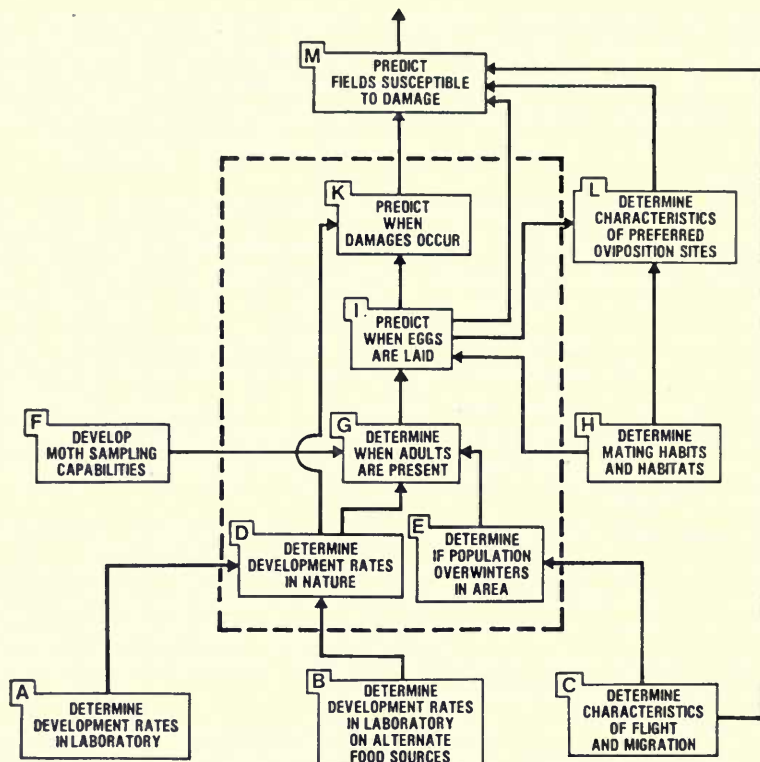 M
PREDICT
FIELDS SUSCEPTIBLE
TO DAMAGE
K
PREDICT
WHEN
DAMAGES OCCUR
L
DETERMINE
CHARACTERISTICS
OF PREFERRED
OVIPOSITION SITES
I
PREDICT
WHEN EGGS
ARE LAID
F
DEVELOP
MOTH SAMPLING
CAPABILITIES
G
DETERMINE
WHEN ADULTS
ARE PRESENT
H
DETERMINE
MATING HABITS
AND HABITATS
D
DETERMINE
DEVELOPMENT RATES
IN NATURE
E
DETERMINE
IF POPULATION
OVERWINTERS
IN AREA
A
DETERMINE
DEVELOPMENT RATES
IN LABORATORY
B
DETERMINE
DEVELOPMENT RATES
IN LABORATORY
ON ALTERNATE
FOOD SOURCES
C
DETERMINE
CHARACTERISTICS
OF FLIGHT
AND MIGRATION